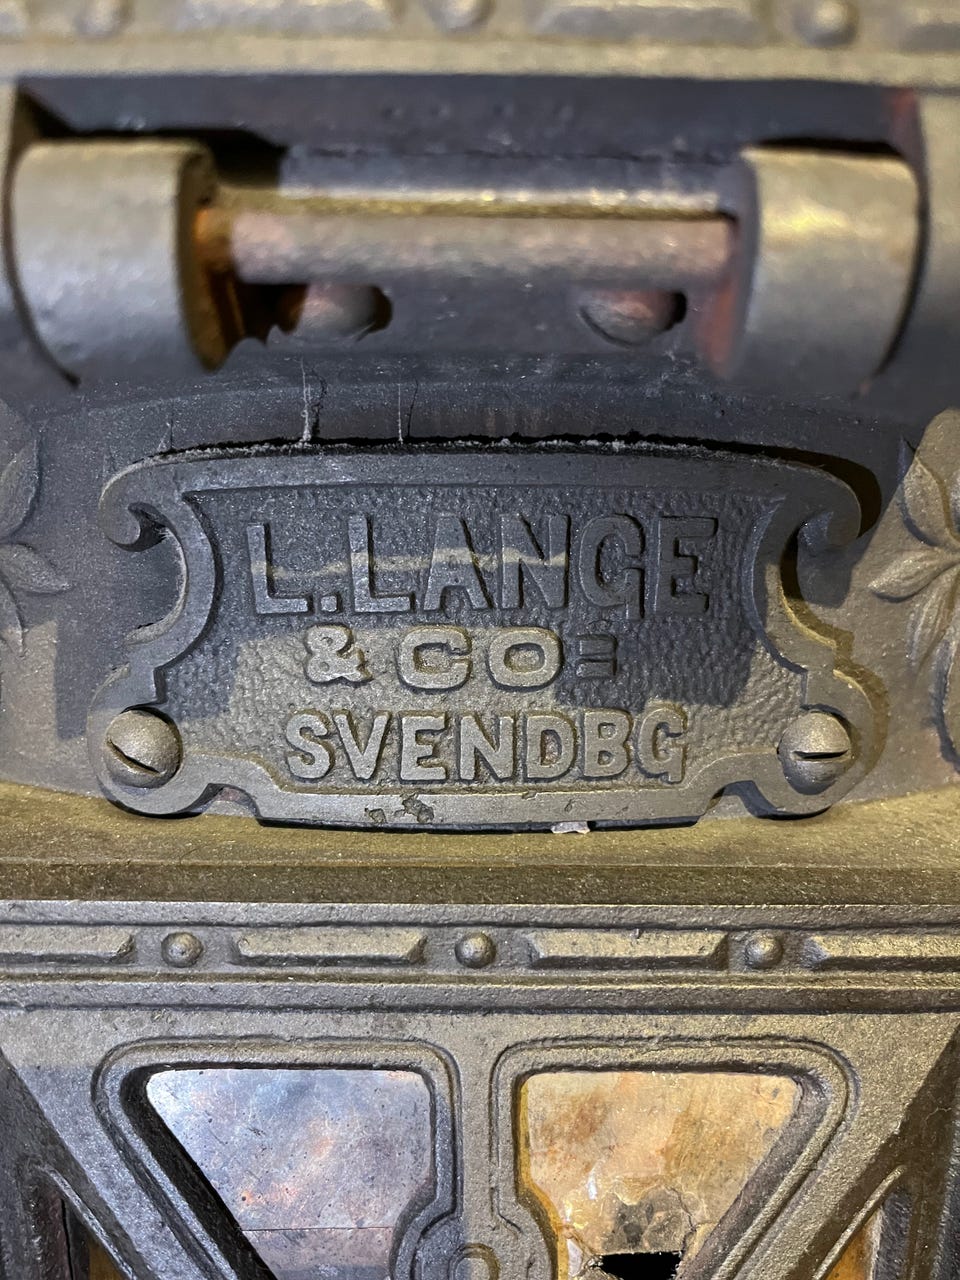 L. LANGE
& CO=
SVENDBG